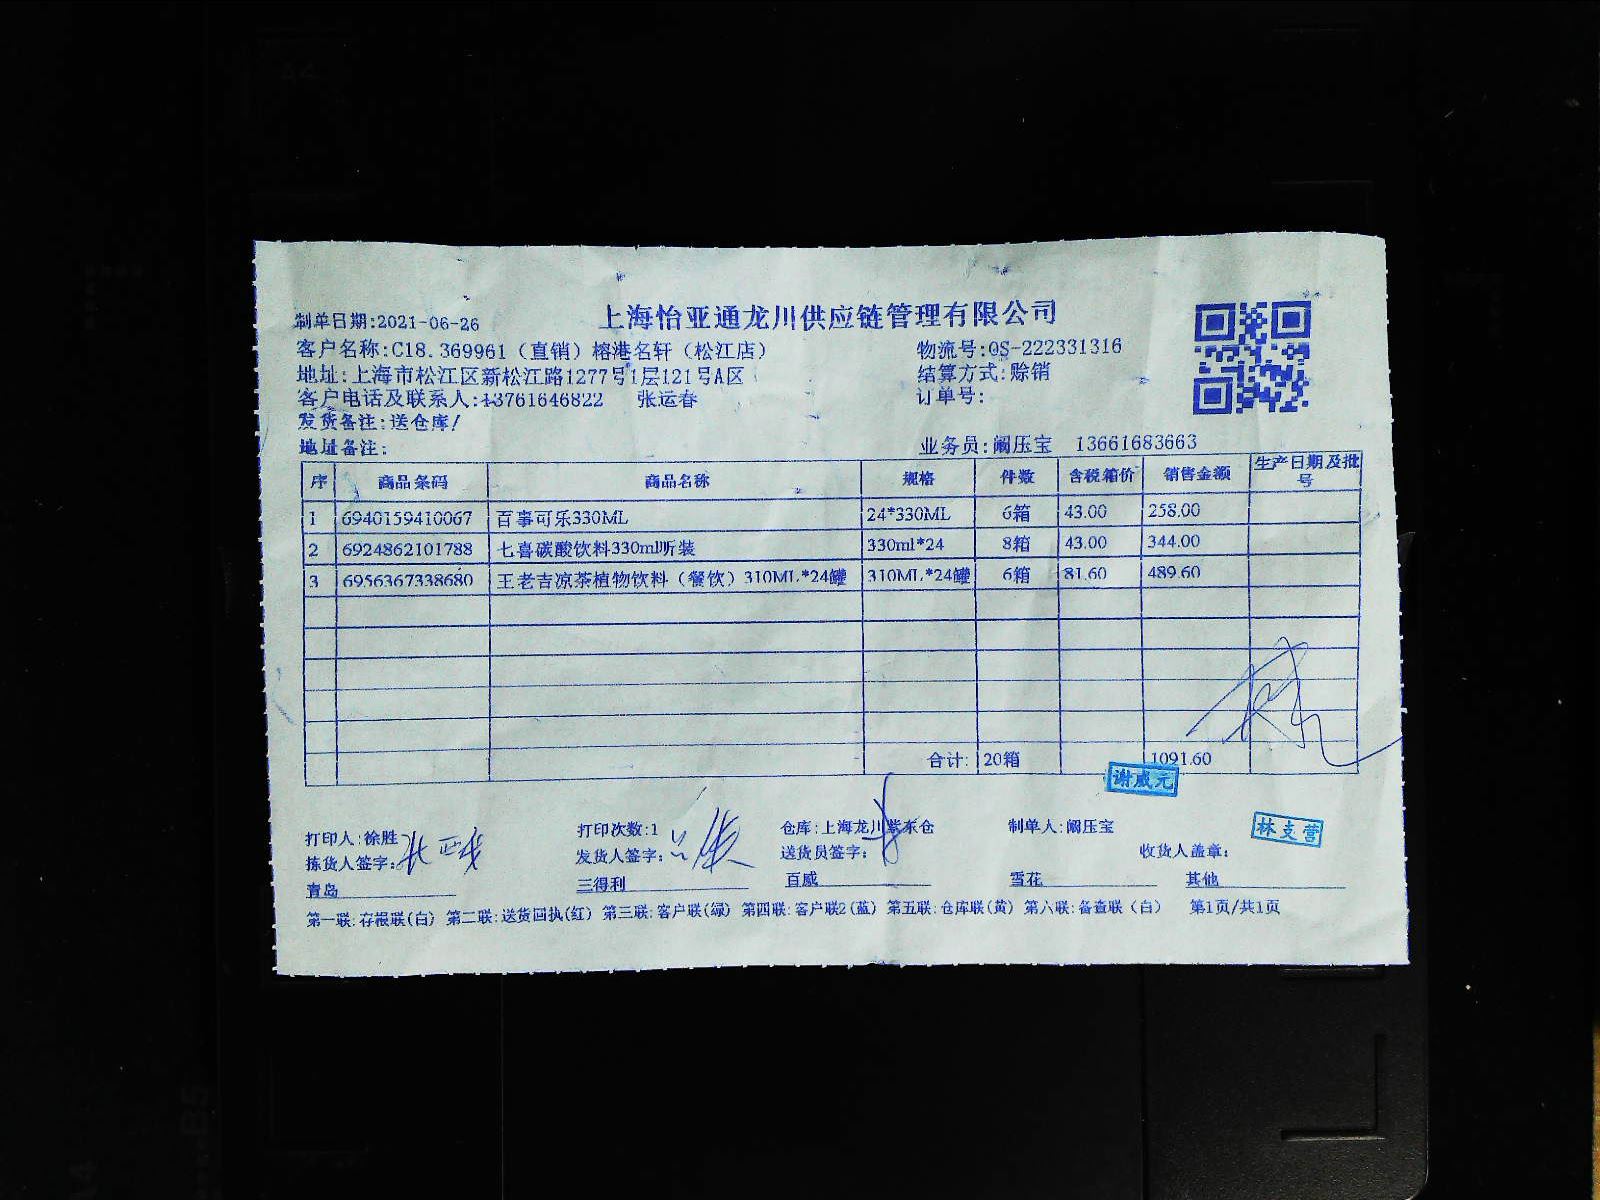 上海怡亚通龙川供应链管理有限公司
制单日期:2021-06-26
客户名称:C18.369961（直销）榕港名轩（松江店） 物流号:QS-222331316
地址:上海市松江区新松江路1277号1层121号A区 结算方式:赊销
客户电话及联系人:13761646822 张运春 订单号:
发货备注:送仓库!
地址备注: 业务员:阚压宝 13661683663
序 商品条码 商品名称 规格 件数 含税箱价 销售金额 生产日期及批号
1 6940159410067 百事可乐330ML 24*330ML 6箱 43.00 258.00
2 6924862101788 七喜碳酸饮料330ml听装 330ml*24 8箱 43.00 344.00
3 6956367338680 王老吉凉茶植物饮料（餐饮）310ML*24罐 310ML*24罐 6箱 81.60 489.60
合计: 20箱 1091.60
谢威元
林支营
打印人:徐胜 打印次数:1 仓库:上海龙川紫东仓 制单人:阚压宝
拣货人签字: 发货人签字: 送货员签字: 收货人盖章:
青岛 三得利 百威 雪花 其他
第一联:存根联(白) 第二联:送货回执(红) 第三联:客户联(绿) 第四联:客户联2(蓝) 第五联:仓库联(黄) 第六联:备查联(白) 第1页/共1页